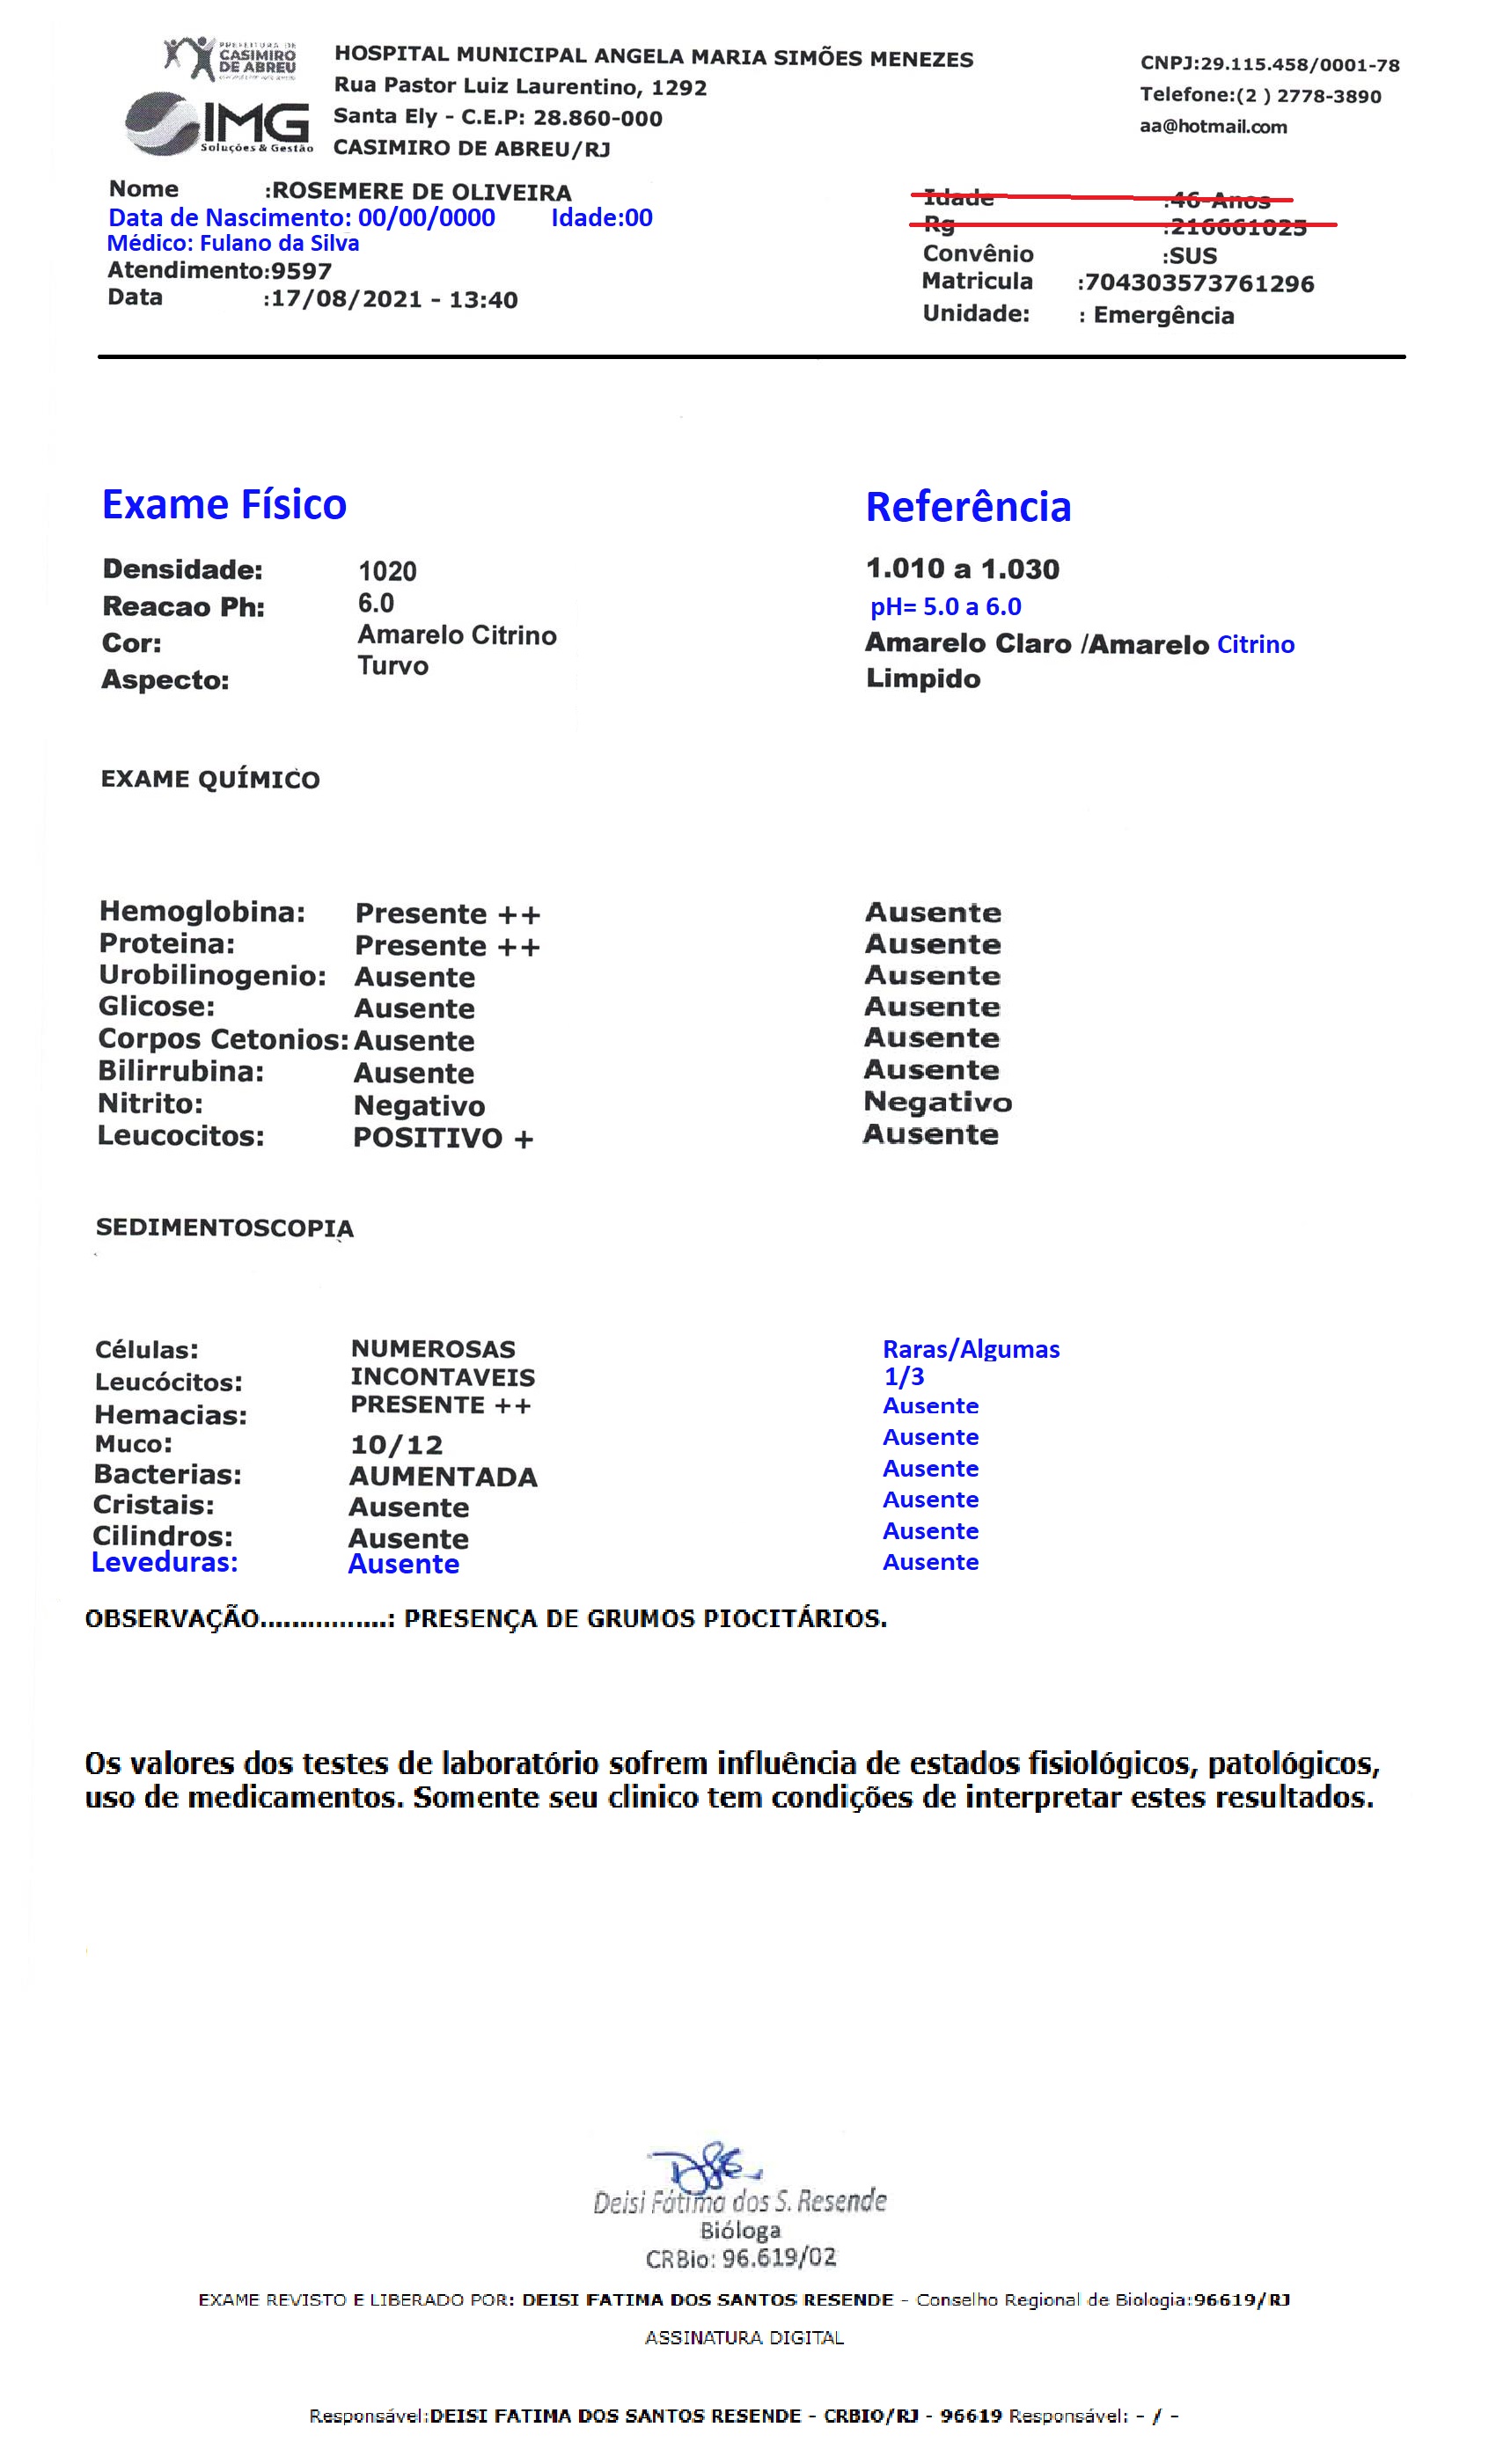 PREFEITURA DE
CASIMIRO
DE ABREU
IMG
Soluções & Gestão
HOSPITAL MUNICIPAL ANGELA MARIA SIMÕES MENEZES
Rua Pastor Luiz Laurentino, 1292
Santa Ely - C.E.P: 28.860-000
CASIMIRO DE ABREU/RJ
CNPJ:29.115.458/0001-78
Telefone:(2 ) 2778-3890
aa@hotmail.com
Nome :ROSEMERE DE OLIVEIRA
Data de Nascimento: 00/00/0000 Idade:00
Médico: Fulano da Silva
Atendimento:9597
Data :17/08/2021 - 13:40
Idade :46 Anos
Rg :216661025
Convênio :SUS
Matricula :704303573761296
Unidade: : Emergência
Exame Físico Referência
Densidade: 1020 1.010 a 1.030
Reacao Ph: 6.0 pH= 5.0 a 6.0
Cor: Amarelo Citrino Amarelo Claro /Amarelo Citrino
Aspecto: Turvo Limpido
EXAME QUÍMICO
Hemoglobina: Presente ++ Ausente
Proteina: Presente ++ Ausente
Urobilinogenio: Ausente Ausente
Glicose: Ausente Ausente
Corpos Cetonios: Ausente Ausente
Bilirrubina: Ausente Ausente
Nitrito: Negativo Negativo
Leucocitos: POSITIVO + Ausente
SEDIMENTOSCOPIA
Células: NUMEROSAS Raras/Algumas
Leucócitos: INCONTAVEIS 1/3
Hemacias: PRESENTE ++ Ausente
Muco: 10/12 Ausente
Bacterias: AUMENTADA Ausente
Cristais: Ausente Ausente
Cilindros: Ausente Ausente
Leveduras: Ausente Ausente
OBSERVAÇÃO................: PRESENÇA DE GRUMOS PIOCITÁRIOS.
Os valores dos testes de laboratório sofrem influência de estados fisiológicos, patológicos,
uso de medicamentos. Somente seu clinico tem condições de interpretar estes resultados.
Deisi Fátima dos S. Resende
Bióloga
CRBio: 96.619/02
EXAME REVISTO E LIBERADO POR: DEISI FATIMA DOS SANTOS RESENDE - Conselho Regional de Biologia:96619/RJ
ASSINATURA DIGITAL
Responsável:DEISI FATIMA DOS SANTOS RESENDE - CRBIO/RJ - 96619 Responsável: - / -